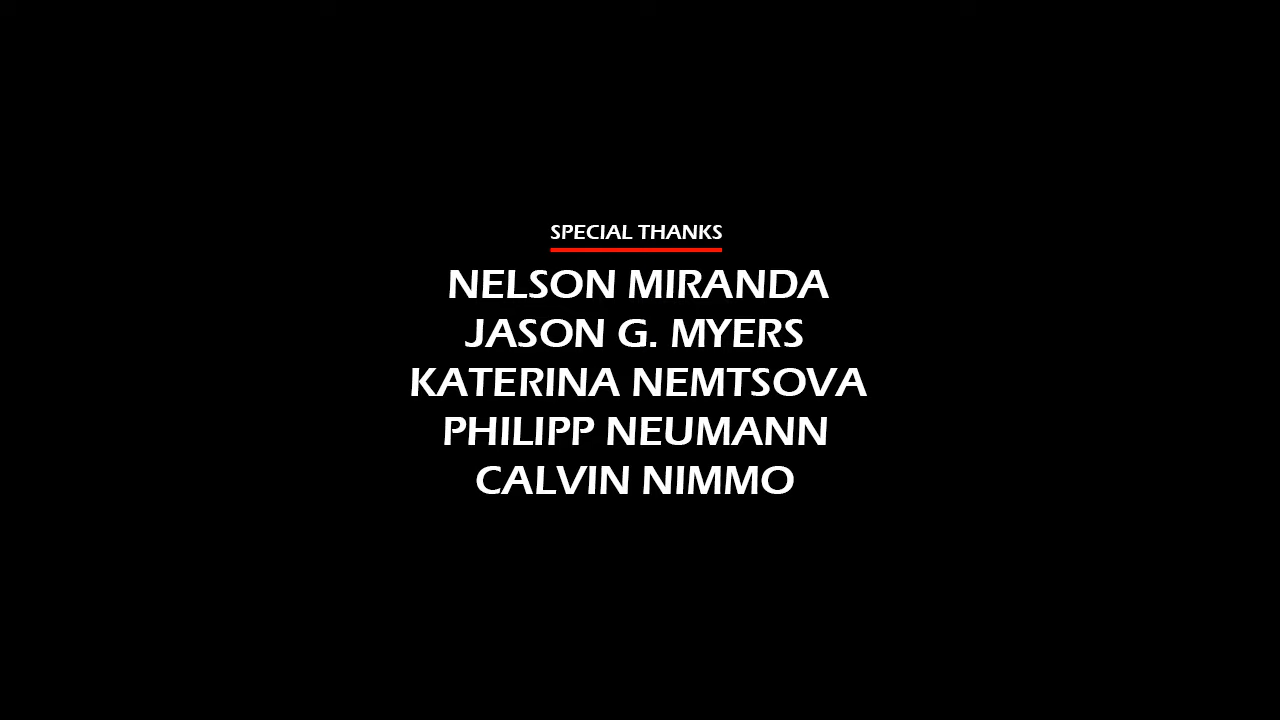 SPECIAL THANKS
NELSON MIRANDA
JASON G. MYERS
KATERINA NEMTSOVA
PHILIPP NEUMANN
CALVIN NIMMO